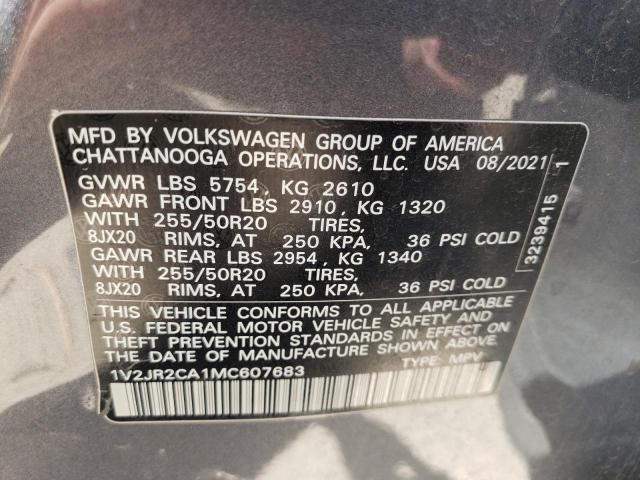 MFD BY VOLKSWAGEN GROUP OF AMERICA
CHATTANOOGA OPERATIONS, LLC. USA 08/2021
GVWR LBS 5754, KG 2610
GAWR FRONT LBS 2910, KG 1320
WITH 255/50R20 TIRES,
8JX20 RIMS, AT 250 KPA, 36 PSI COLD
GAWR REAR LBS 2954, KG 1340
WITH 255/50R20 TIRES,
8JX20 RIMS, AT 250 KPA, 36 PSI COLD
THIS VEHICLE CONFORMS TO ALL APPLICABLE
U.S. FEDERAL MOTOR VEHICLE SAFETY AND
THEFT PREVENTION STANDARDS IN EFFECT ON
THE DATE OF MANUFACTURE SHOWN ABOVE.
1V2JR2CA1MC607683 TYPE: MPV
3239415 1